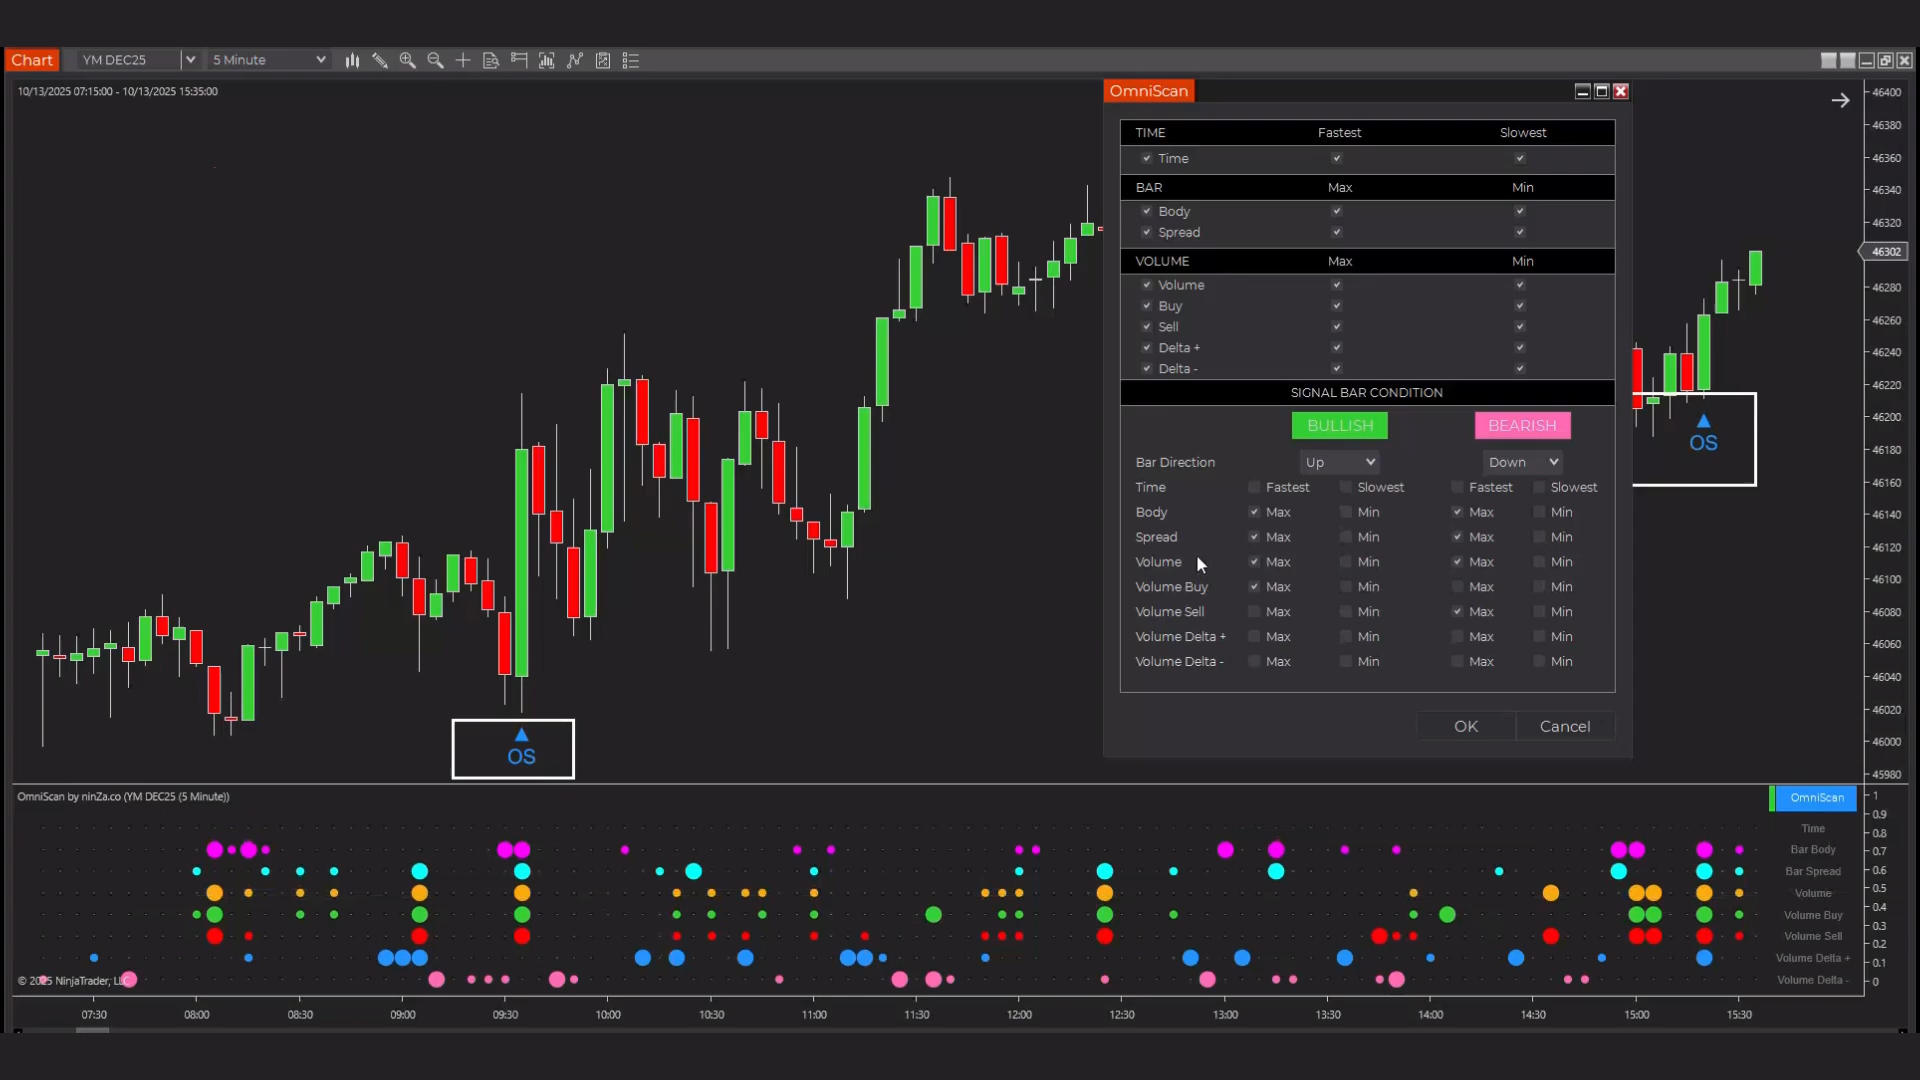 Chart YM DEC25 5 Minute
10/13/2025 07:15:00 - 10/13/2025 15:35:00
OmniScan
TIME Fastest Slowest
Time
BAR Max Min
Body
Spread
VOLUME Max Min
Volume
Buy
Sell
Delta +
Delta -
SIGNAL BAR CONDITION
BULLISH BEARISH
Bar Direction Up Down
Time Fastest Slowest Fastest Slowest
Body Max Min Max Min
Spread Max Min Max Min
Volume Max Min Max Min
Volume Buy Max Min Max Min
Volume Sell Max Min Max Min
Volume Delta + Max Min Max Min
Volume Delta - Max Min Max Min
OK Cancel
OS
OS
46400
46380
46360
46340
46320
46302
46280
46260
46240
46220
46200
46180
46160
46140
46120
46100
46080
46060
46040
46020
46000
45980
OmniScan by ninZa.co (YM DEC25 (5 Minute))
OmniScan
Time
Bar Body
Bar Spread
Volume
Volume Buy
Volume Sell
Volume Delta +
Volume Delta -
1
0.9
0.8
0.7
0.6
0.5
0.4
0.3
0.2
0.1
0
© 2025 NinjaTrader, LLC
07:30 08:00 08:30 09:00 09:30 10:00 10:30 11:00 11:30 12:00 12:30 13:00 13:30 14:00 14:30 15:00 15:30